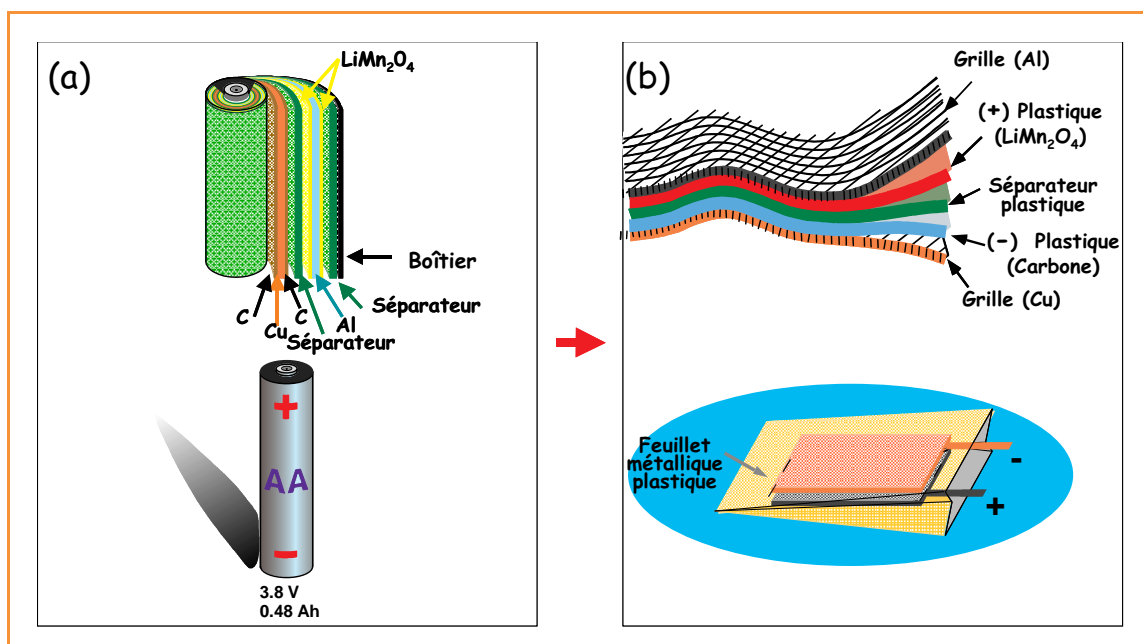 (a)
LiMn₂O₄
Boîtier
Séparateur
C
Cu
C
Al
Séparateur
+
AA
–
3.8 V
0.48 Ah
(b)
Grille (Al)
(+) Plastique
(LiMn₂O₄)
Séparateur
plastique
(–) Plastique
(Carbone)
Grille (Cu)
Feuillet
métallique
plastique
-
+